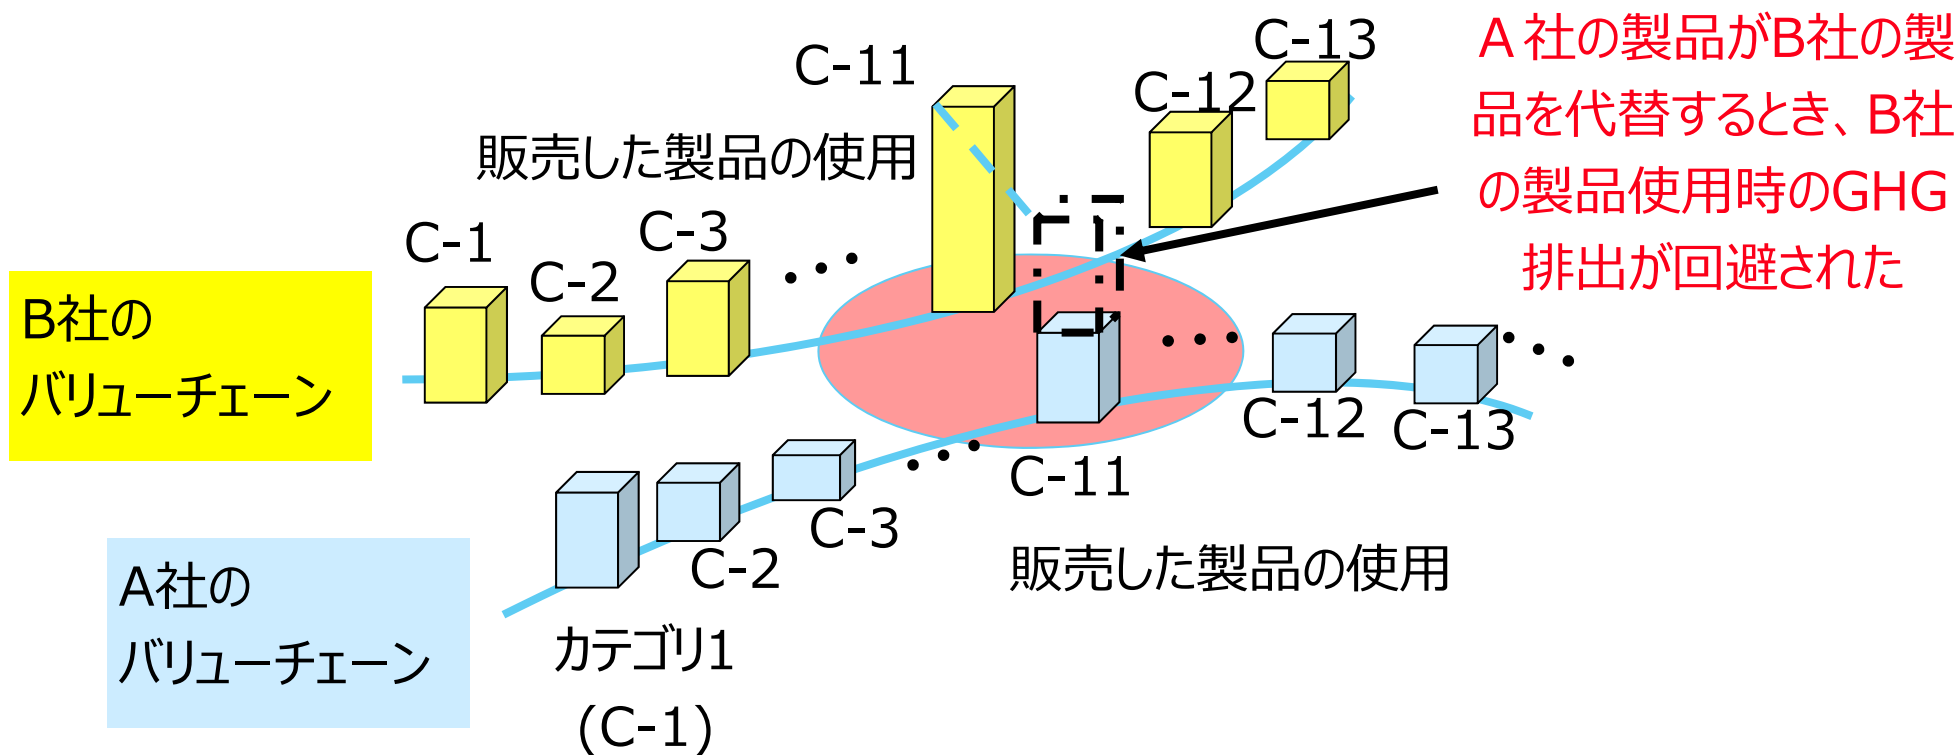 C-13
C-11
C-12
販売した製品の使用
A 社の製品がB社の製
品を代替するとき、B社
の製品使用時のGHG
排出が回避された
C-1
C-2
C-3
B社の
バリューチェーン
C-12
C-13
C-11
C-3
C-2
販売した製品の使用
A社の
バリューチェーン
カテゴリ1
(C-1)